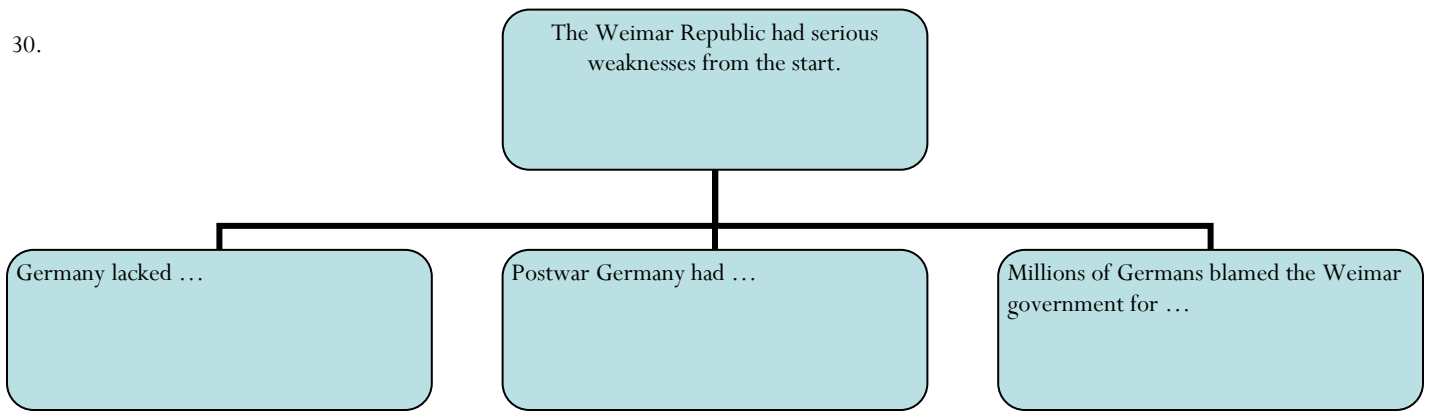 30.
The Weimar Republic had serious
weaknesses from the start.
Germany lacked …
Postwar Germany had …
Millions of Germans blamed the Weimar
government for …